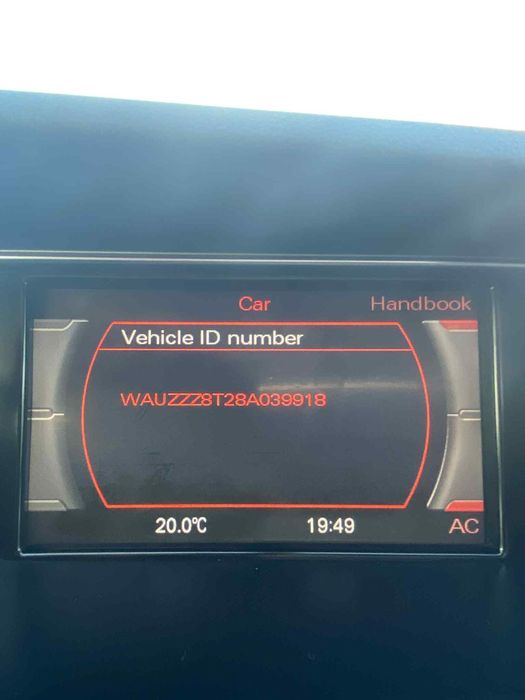 Car Handbook
Vehicle ID number
WAUZZZ8T28A039918
20.0°C 19:49 AC